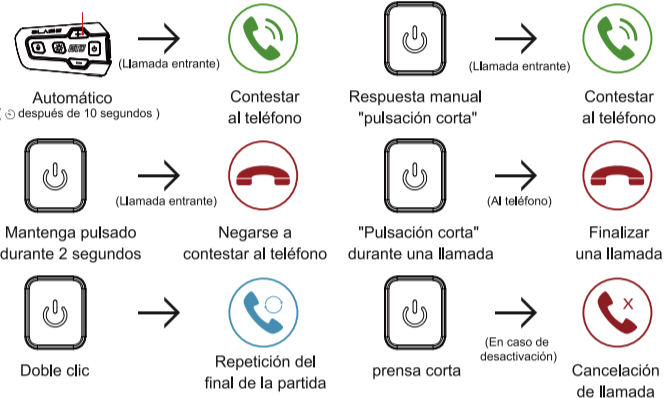 (Llamada entrante)
(Llamada entrante)
Automático
( después de 10 segundos )
Contestar
al teléfono
Respuesta manual
"pulsación corta"
Contestar
al teléfono
(Llamada entrante)
(Al teléfono)
Mantenga pulsado
durante 2 segundos
Negarse a
contestar al teléfono
"Pulsación corta"
durante una llamada
Finalizar
una llamada
X
(En caso de
desactivación)
Doble clic
Repetición del
final de la partida
prensa corta
Cancelación
de llamada